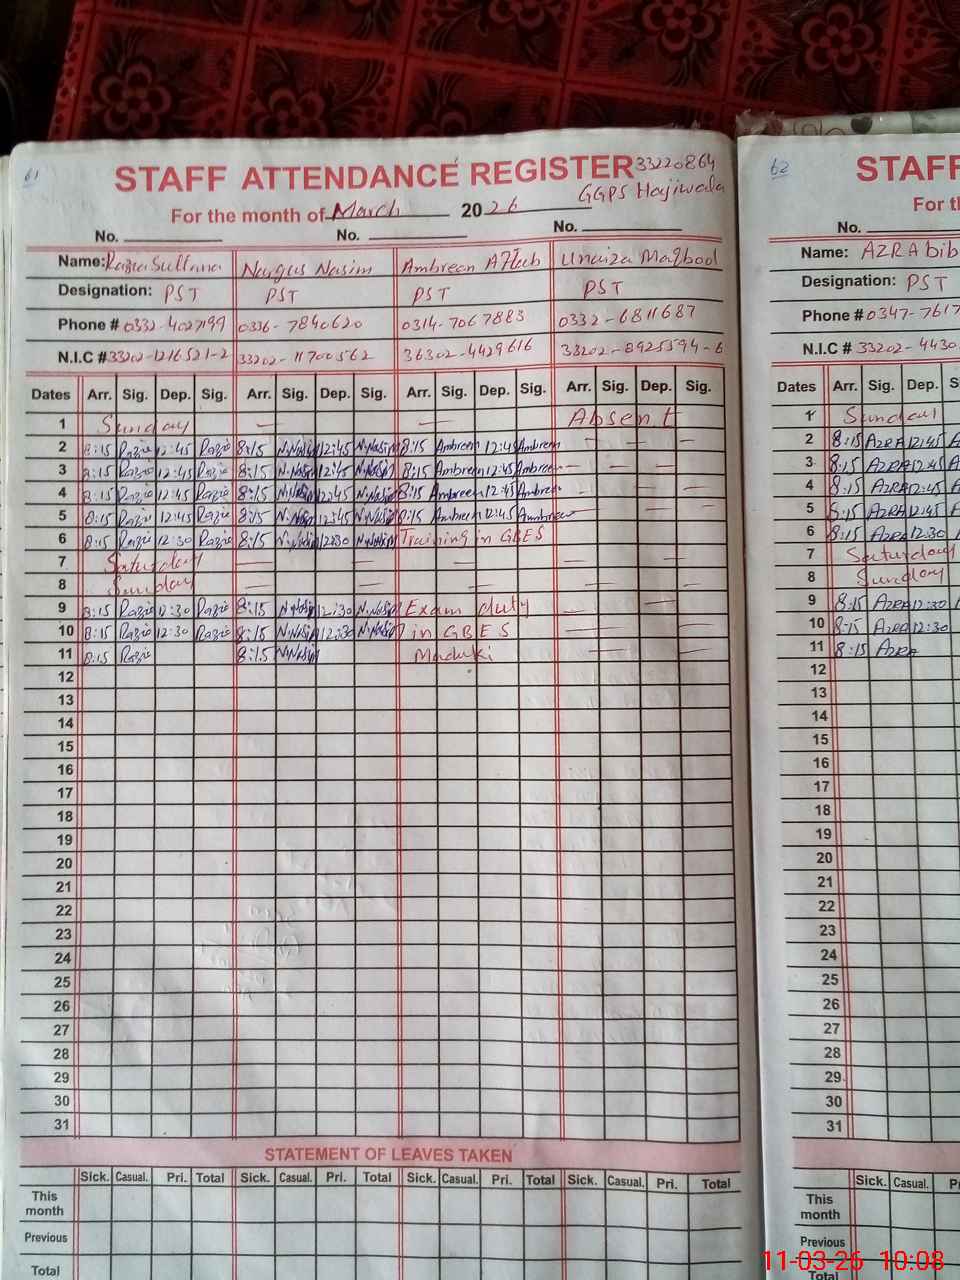 61
STAFF ATTENDANCE REGISTER 33220864
GGPS Hajiwala
For the month of March 2026
No. No. No.
Name: Razia Sultana Nargus Nasim Ambreen Aftab Unaiza Maqbool
Designation: PST PST PST PST
Phone # 0332-4027199 0336-7840620 0314-7067883 0332-6811687
N.I.C # 33202-1216521-2 33202-11700562 36302-4429616 33202-8925594-6
Dates Arr. Sig. Dep. Sig. Arr. Sig. Dep. Sig. Arr. Sig. Dep. Sig. Arr. Sig. Dep. Sig.
1 Sunday — — Absent
2 8:15 Razia 12:45 Razia 8:15 N.Nasim 12:45 N.Nasim 8:15 Ambreen 12:45 Ambreen — — —
3 8:15 Razia 12:45 Razia 8:15 N.Nasim 12:45 N.Nasim 8:15 Ambreen 12:45 Ambreen — — — —
4 8:15 Razia 12:45 Razia 8:15 N.Nasim 12:45 N.Nasim 8:15 Ambreen 12:45 Ambreen — — —
5 8:15 Razia 12:45 Razia 8:15 N.Nasim 12:45 N.Nasim 8:15 Ambreen 12:45 Ambreen — — —
6 8:15 Razia 12:30 Razia 8:15 N.Nasim 12:30 N.Nasim Training in GBES
7 Saturday — — — — — — —
8 Sunday — — — — —
9 8:15 Razia 12:30 Razia 8:15 N.Nasim 12:30 N.Nasim Exam duty — —
10 8:15 Razia 12:30 Razia 8:15 N.Nasim 12:30 N.Nasim in GBES — —
11 8:15 Razia 8:15 N.Nasim Maduki — —
12
13
14
15
16
17
18
19
20
21
22
23
24
25
26
27
28
29
30
31
STATEMENT OF LEAVES TAKEN
Sick. Casual. Pri. Total Sick. Casual. Pri. Total Sick. Casual. Pri. Total Sick. Casual. Pri. Total
This month
Previous
Total
62
STAFF
For th
No.
Name: AZRA bib
Designation: PST
Phone # 0347-7617
N.I.C # 33202-4430
Dates Arr. Sig. Dep. S
1 Sunday
2 8:15 AZRA 12:45 A
3 8:15 AZRA 12:45 A
4 8:15 AZRA 12:45 A
5 8:15 AZRA 12:45 A
6 8:15 AZRA 12:30 A
7 Saturday
8 Sunday
9 8:15 AZRA 12:30
10 8:15 AZRA 12:30
11 8:15 AZRA
12
13
14
15
16
17
18
19
20
21
22
23
24
25
26
27
28
29
30
31
Sick. Casual. P
This month
Previous
Total
11-03-26 10:08